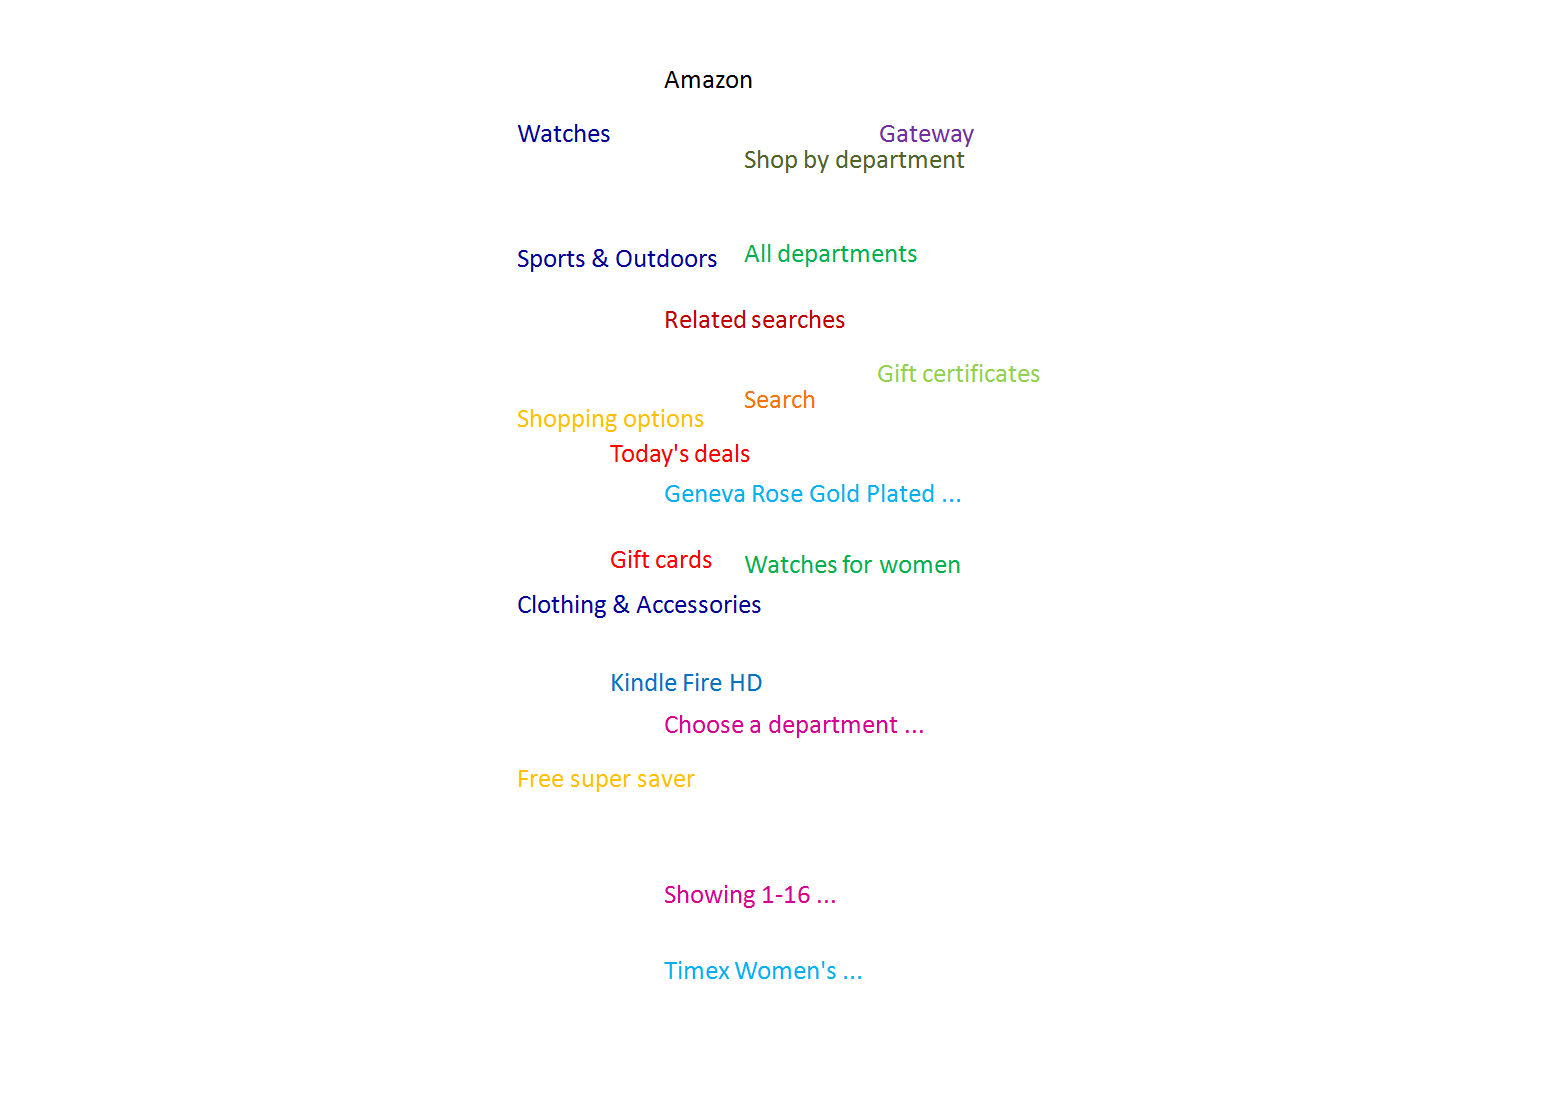 Amazon
Watches
Gateway
Shop by department
Sports & Outdoors
All departments
Related searches
Gift certificates
Search
Shopping options
Today's deals
Geneva Rose Gold Plated ...
Gift cards
Watches for women
Clothing & Accessories
Kindle Fire HD
Choose a department ...
Free super saver
Showing 1-16 ...
Timex Women's ...